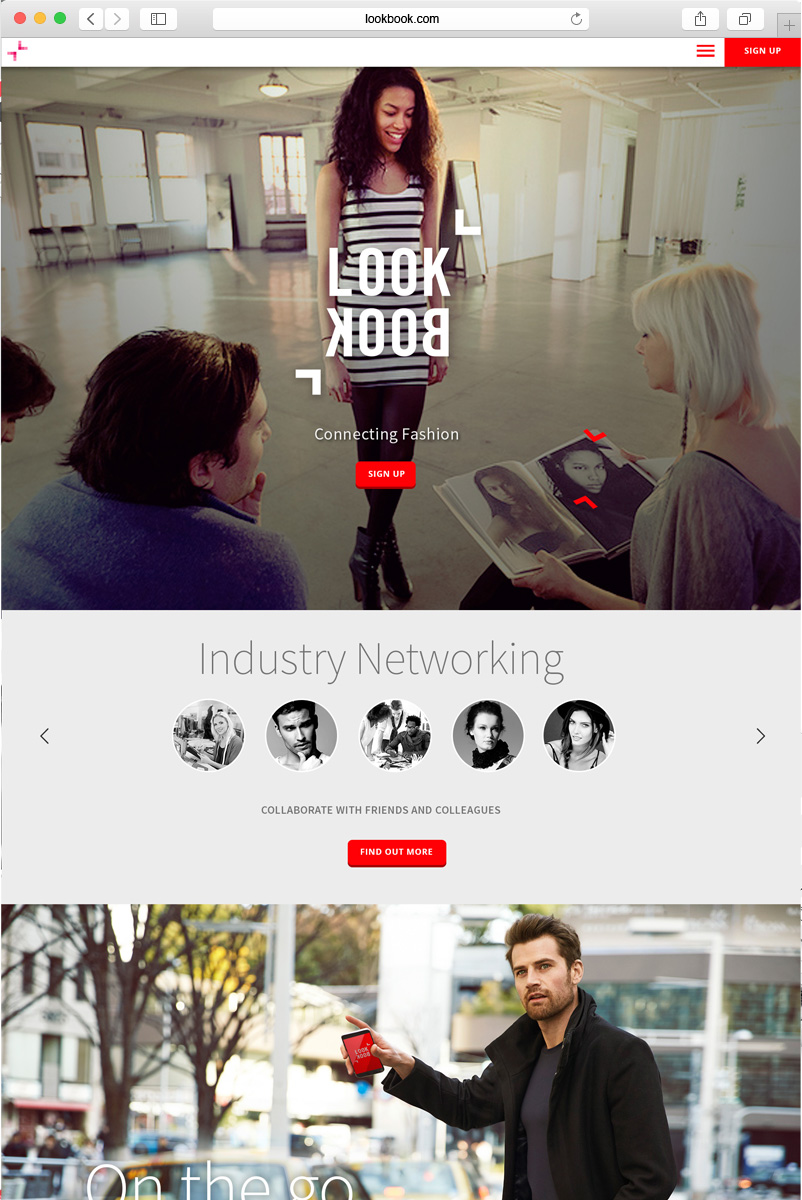 lookbook.com
SIGN UP
LOOK
BOOK
Connecting Fashion
SIGN UP
Industry Networking
COLLABORATE WITH FRIENDS AND COLLEAGUES
FIND OUT MORE
LOOK
BOOK
On the go